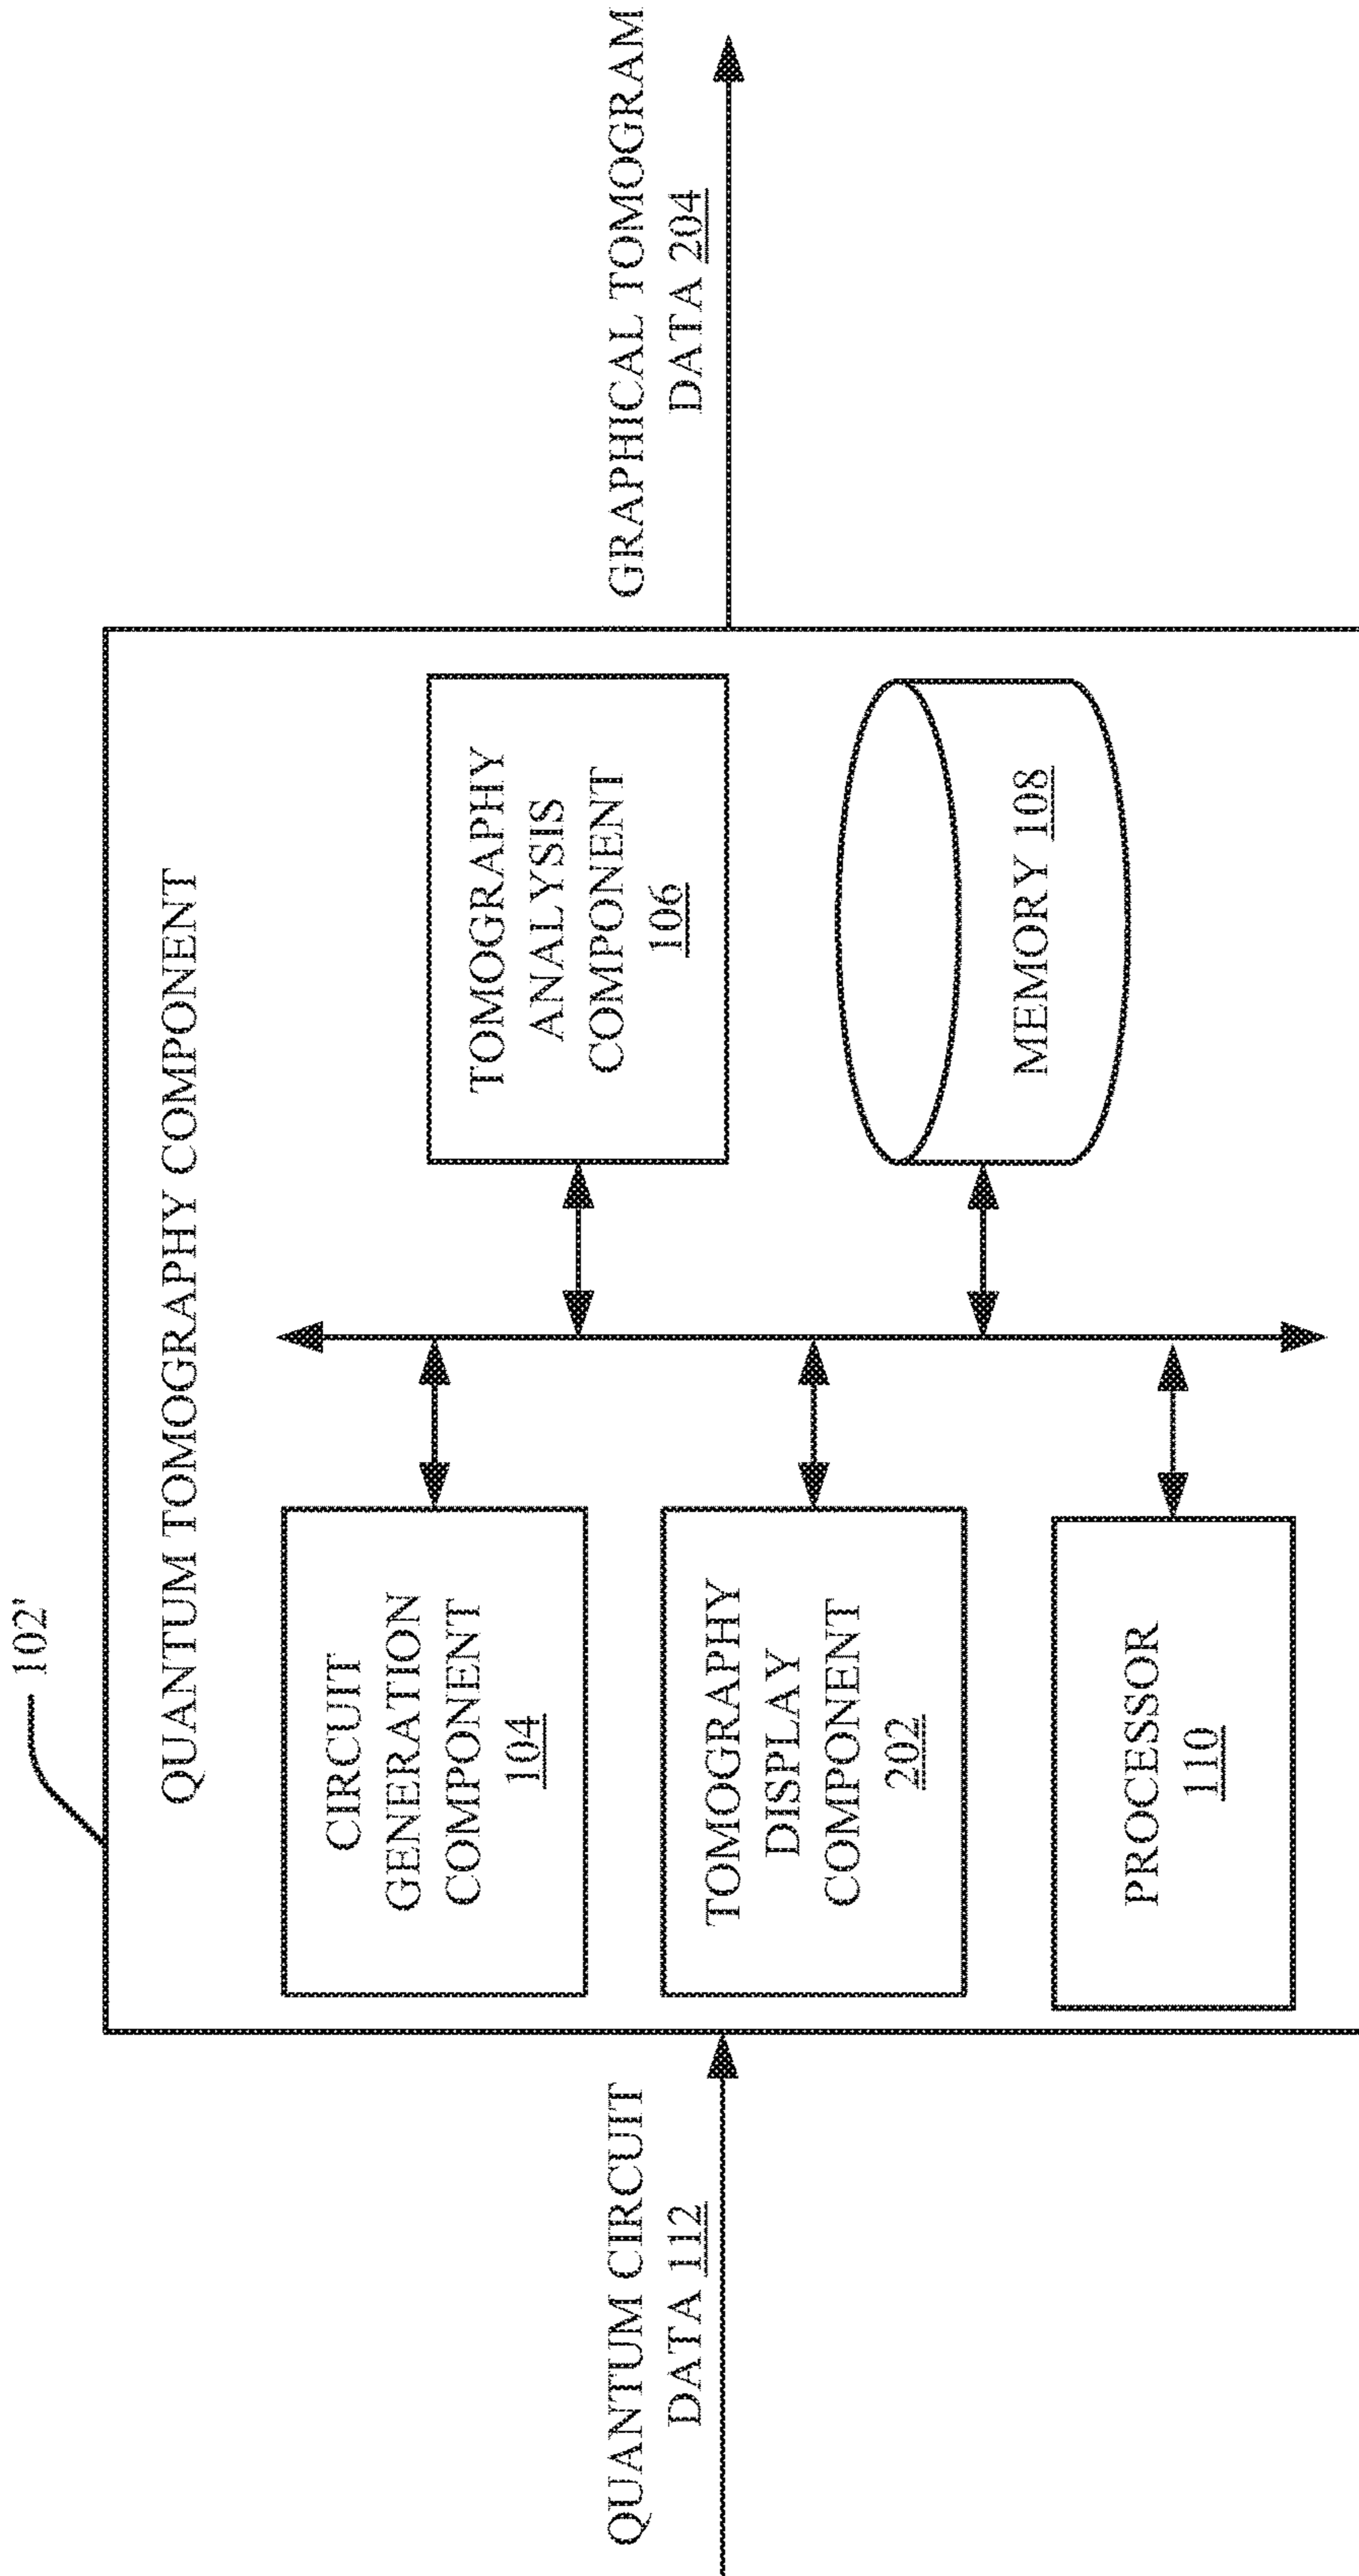 102'
QUANTUM TOMOGRAPHY COMPONENT
QUANTUM CIRCUIT
DATA 112
CIRCUIT
GENERATION
COMPONENT
104
TOMOGRAPHY
DISPLAY
COMPONENT
202
PROCESSOR
110
TOMOGRAPHY
ANALYSIS
COMPONENT
106
MEMORY 108
GRAPHICAL TOMOGRAM
DATA 204